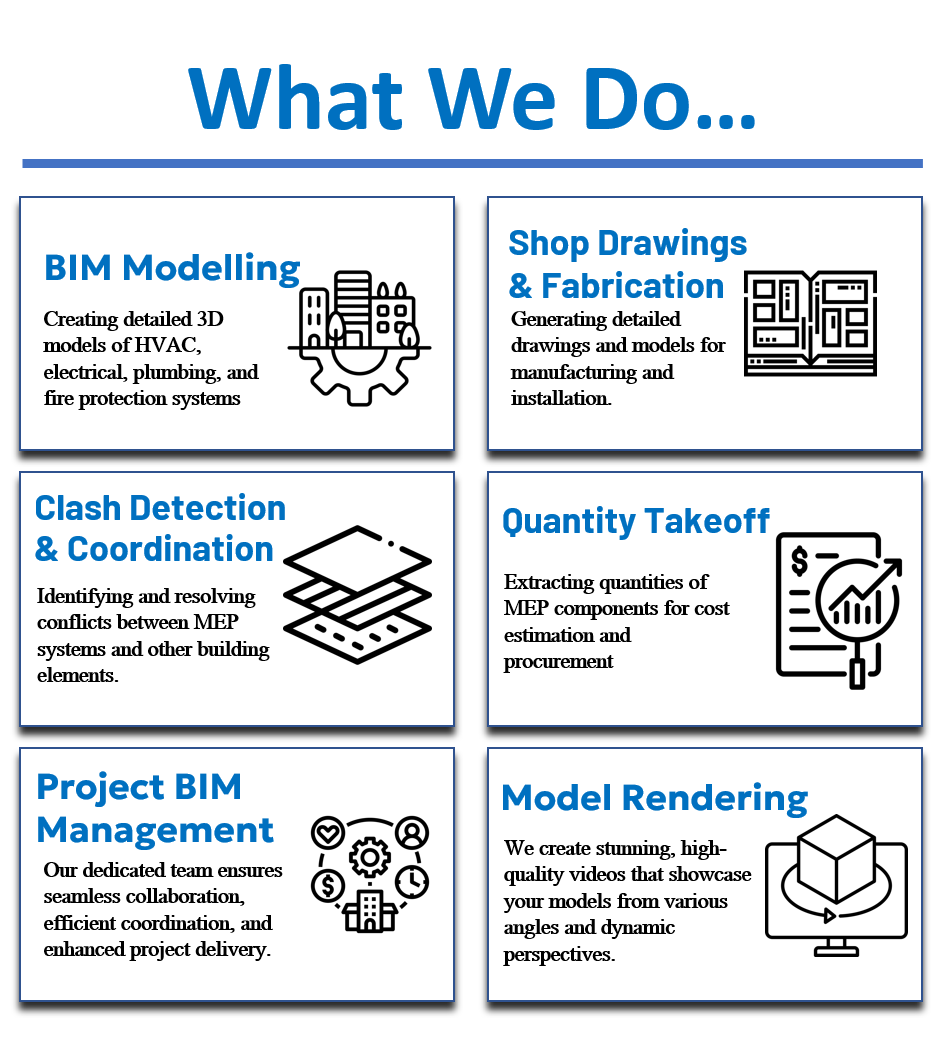 What We Do...
BIM Modelling
Creating detailed 3D
models of HVAC,
electrical, plumbing, and
fire protection systems
Shop Drawings
& Fabrication
Generating detailed
drawings and models for
manufacturing and
installation.
Clash Detection
& Coordination
Identifying and resolving
conflicts between MEP
systems and other building
elements.
Quantity Takeoff
Extracting quantities of
MEP components for cost
estimation and
procurement
$
Project BIM
Management
Our dedicated team ensures
seamless collaboration,
efficient coordination, and
enhanced project delivery.
$
Model Rendering
We create stunning, high-
quality videos that showcase
your models from various
angles and dynamic
perspectives.